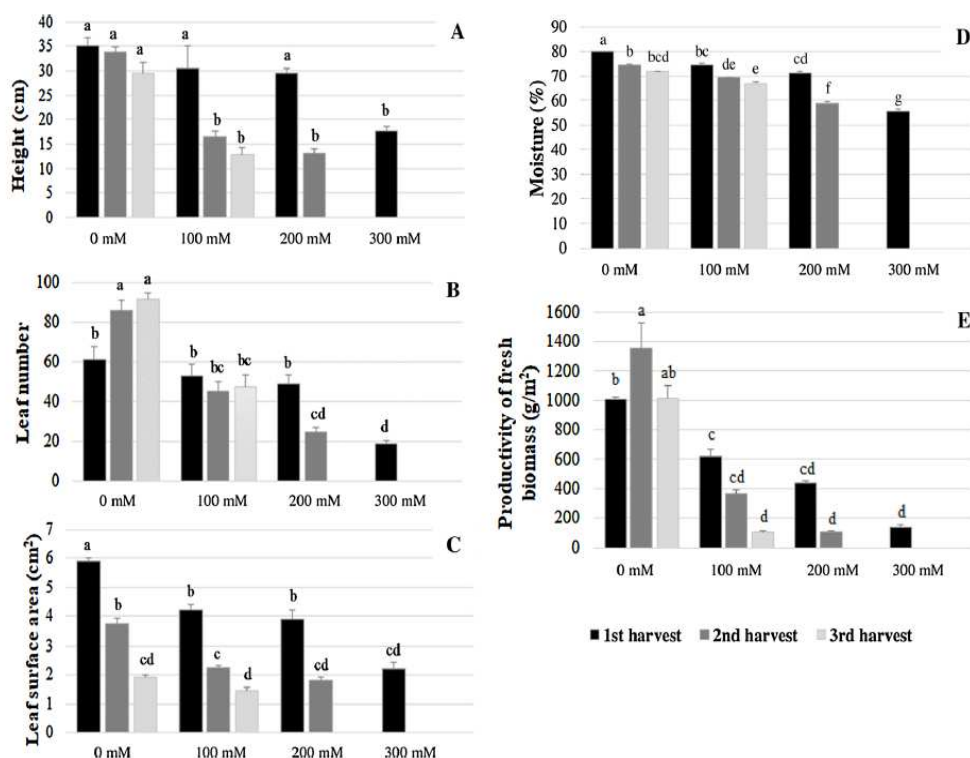 A
Height (cm)
40
35
30
25
20
15
10
5
0
a
a
a
a
b
b
a
b
b
0 mM
100 mM
200 mM
300 mM
B
Leaf number
100
80
60
40
20
0
b
a
a
b
bc
bc
b
cd
d
0 mM
100 mM
200 mM
300 mM
C
Leaf surface area (cm²)
7
6
5
4
3
2
1
0
a
b
cd
b
c
d
b
cd
cd
0 mM
100 mM
200 mM
300 mM
D
Moisture (%)
90
80
70
60
50
40
30
20
10
0
a
b
bcd
bc
de
e
cd
f
g
0 mM
100 mM
200 mM
300 mM
E
Productivity of fresh
biomass (g/m²)
1600
1400
1200
1000
800
600
400
200
0
b
a
ab
c
cd
d
cd
d
d
0 mM
100 mM
200 mM
300 mM
1st harvest 2nd harvest 3rd harvest